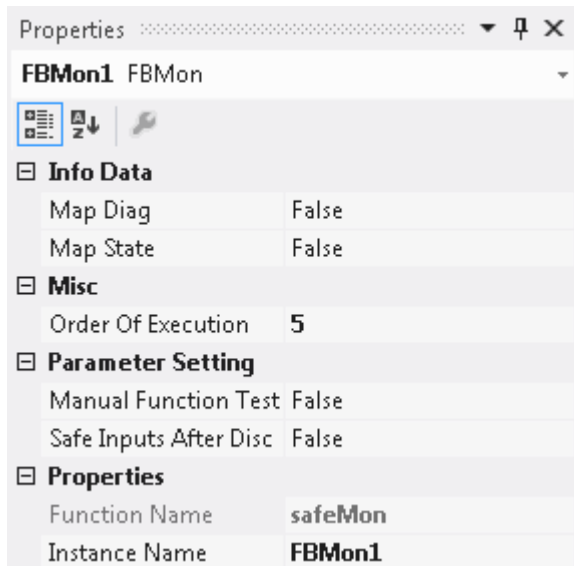 Properties
FBMon1 FBMon
Info Data
Map Diag False
Map State False
Misc
Order Of Execution 5
Parameter Setting
Manual Function Test False
Safe Inputs After Disc False
Properties
Function Name safeMon
Instance Name FBMon1